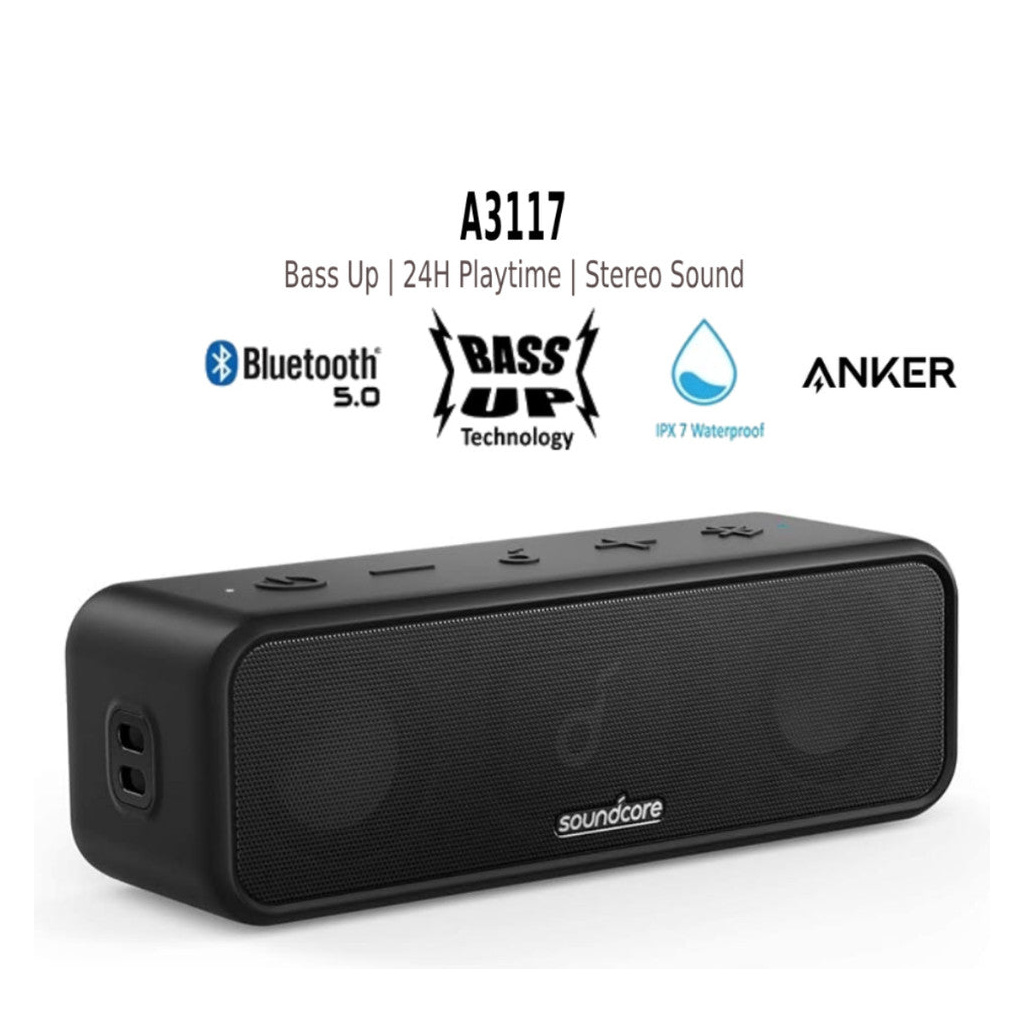 A3117
Bass Up | 24H Playtime | Stereo Sound
Bluetooth
5.0
BASS
UP
Technology
IPX 7 Waterproof
ANKER
soundcore